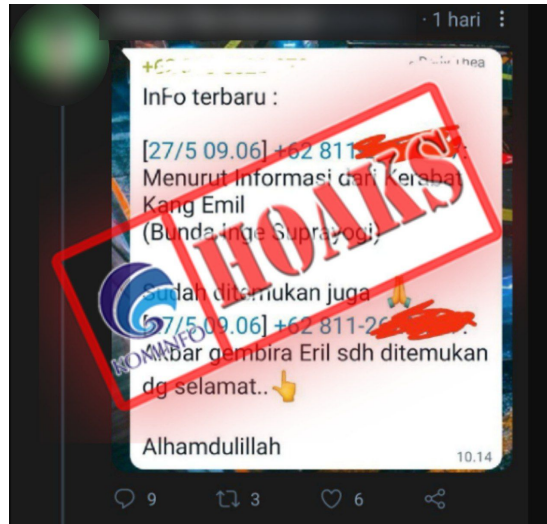 · 1 hari
InFo terbaru :
[27/5 09.06] +62 811-
Menurut Informasi dari Kerabat
Kang Emil
(Bunda Inge Suprayogi)
HOAKS
Sudah ditemukan juga 🙏
[27/5 09.06] +62 811-26
KOMINFO
Kabar gembira Eril sdh ditemukan
dg selamat..👆
Alhamdulillah
10.14
9 3 6